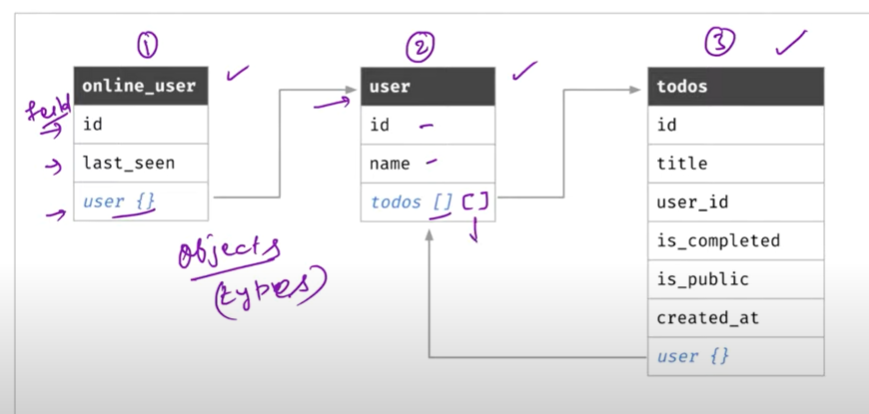 ①
②
③
online_user
field
id
last_seen
user {}
user
id
name
todos [] []
todos
id
title
user_id
is_completed
is_public
created_at
user {}
objects
(types)